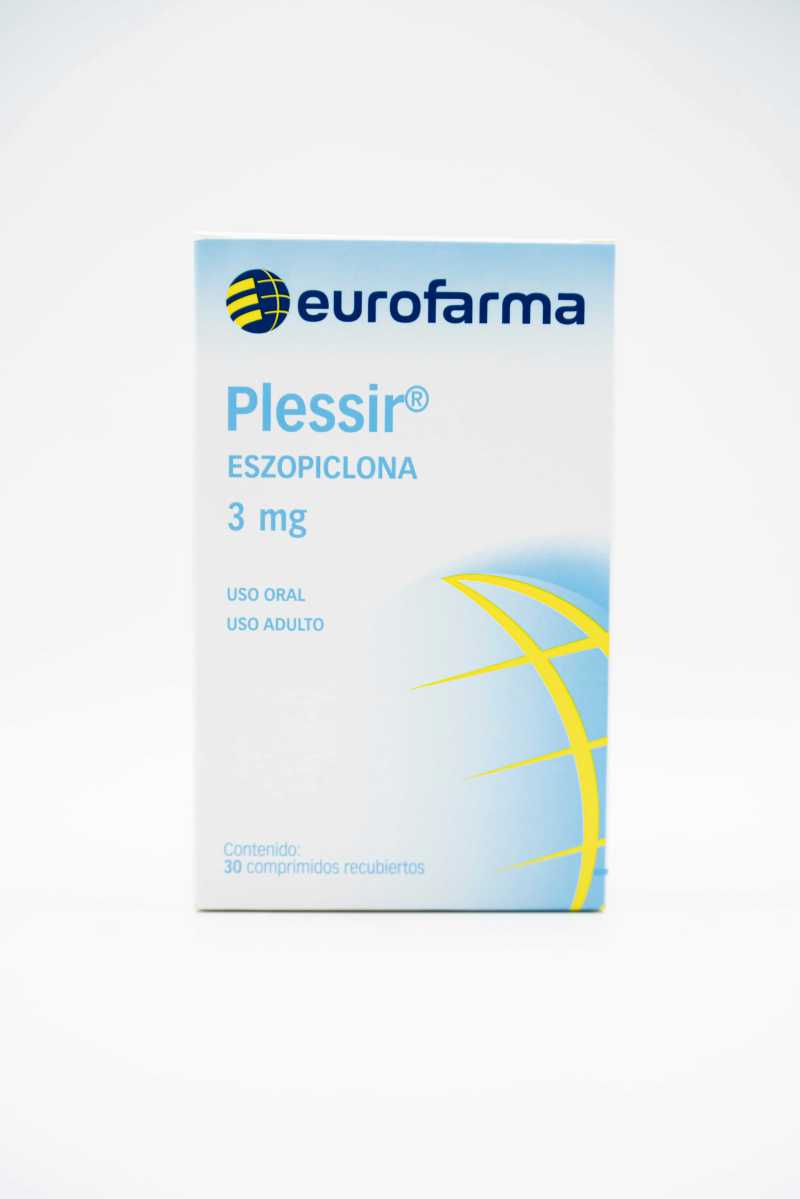 eurofarma
Plessir®
ESZOPICLONA
3 mg
USO ORAL
USO ADULTO
Contenido:
30 comprimidos recubiertos